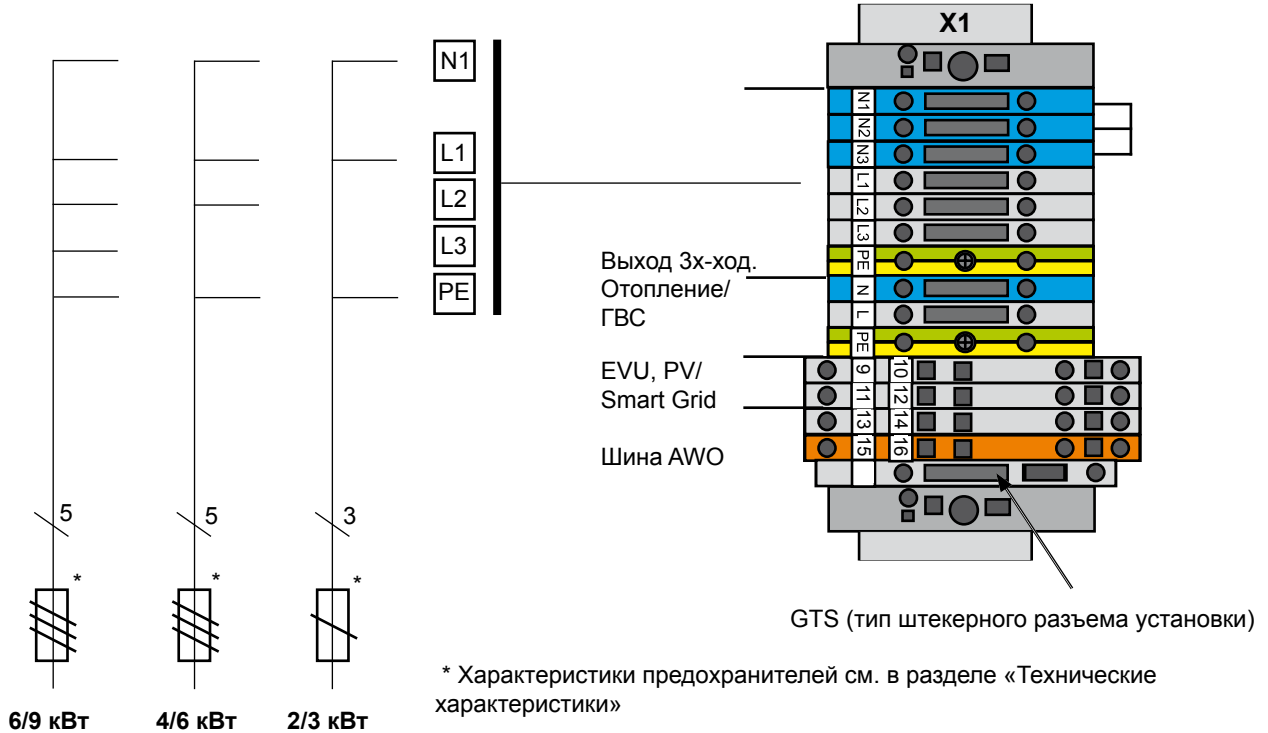 X1
N1
L1
L2
L3
PE
N1
N2
N3
L1
L2
L3
PE
N
L
PE
9 10
11 12
13 14
15 16
Выход 3х-ход.
Отопление/
ГВС
EVU, PV/
Smart Grid
Шина AWO
5 5 3
* * *
GTS (тип штекерного разъема установки)
* Характеристики предохранителей см. в разделе «Технические
характеристики»
6/9 кВт 4/6 кВт 2/3 кВт